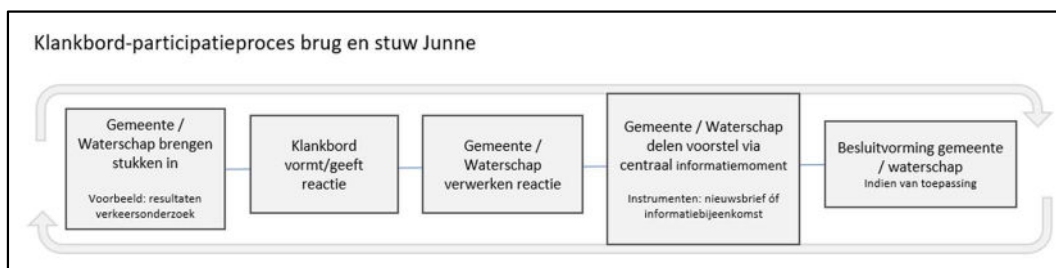 Klankbord-participatieproces brug en stuw Junne
Gemeente /
Waterschap brengen
stukken in
Voorbeeld: resultaten
verkeersonderzoek
Klankbord
vormt/geeft
reactie
Gemeente /
Waterschap
verwerken reactie
Gemeente / Waterschap
delen voorstel via
centraal informatiemoment
Instrumenten: nieuwsbrief óf
informatiebijeenkomst
Besluitvorming gemeente
/ waterschap
Indien van toepassing